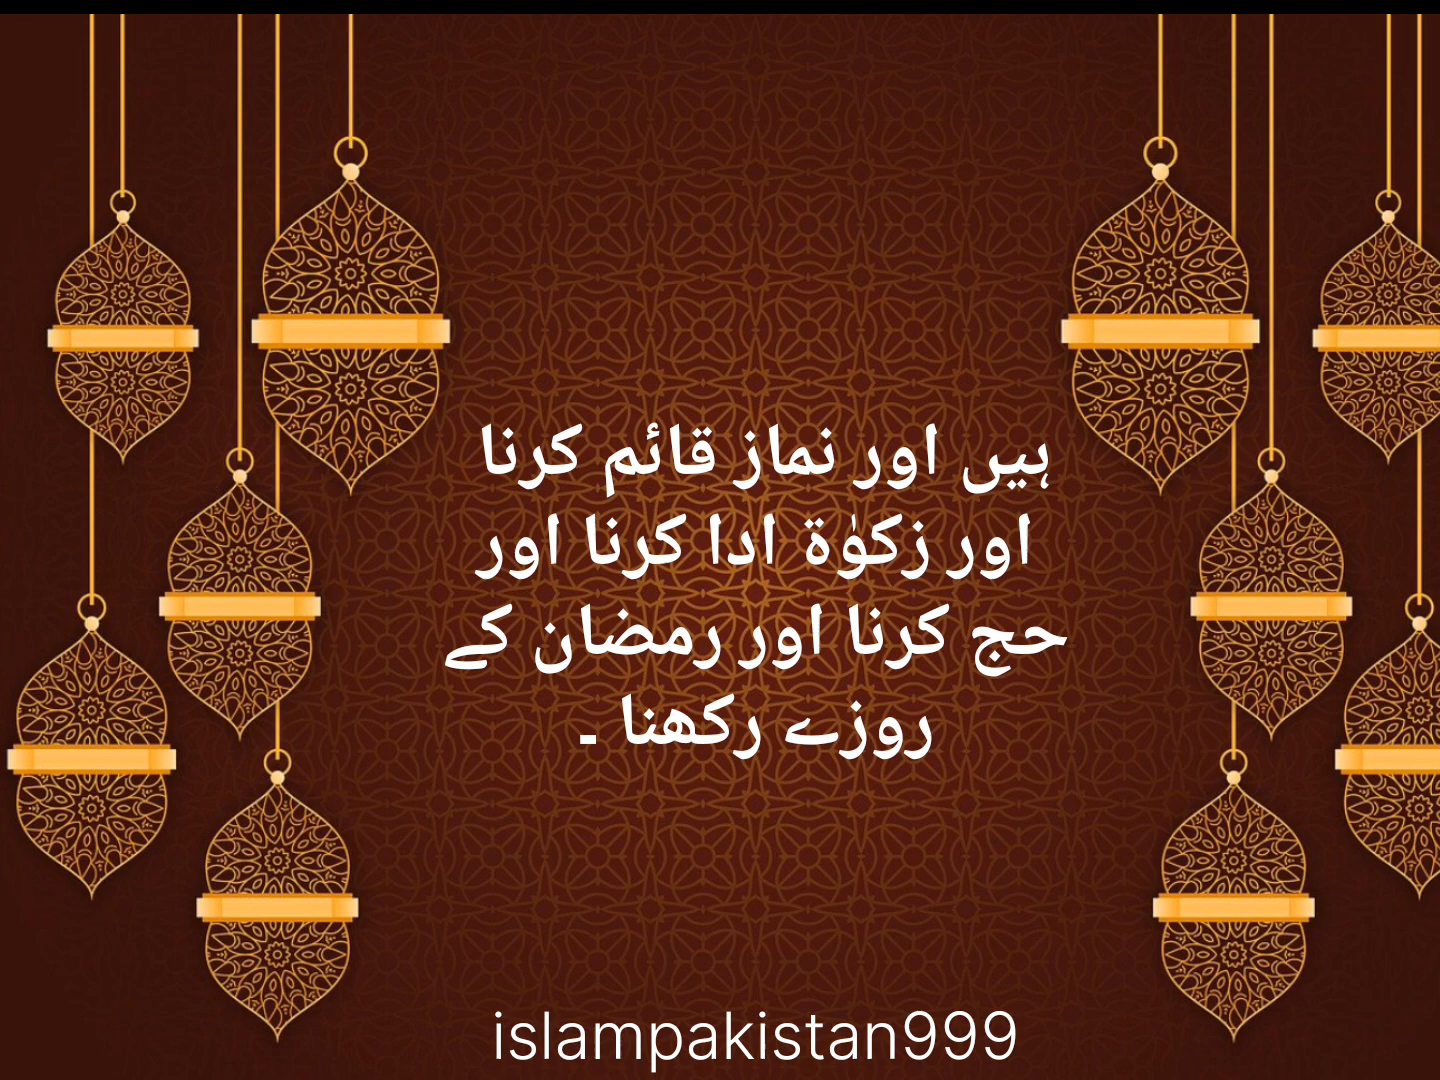 ہیں اور نماز قائم کرنا
اور زکوٰۃ ادا کرنا اور
حج کرنا اور رمضان کے
روزے رکھنا ۔
islampakistan999